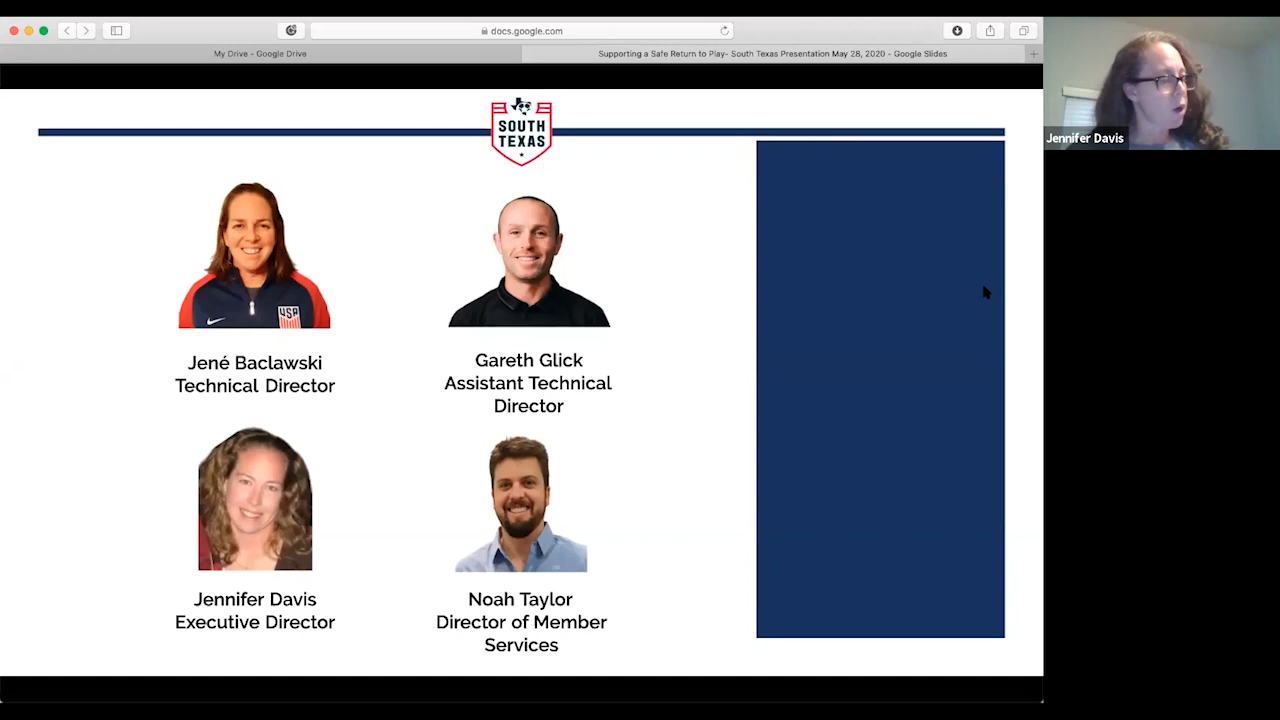 docs.google.com
My Drive - Google Drive
Supporting a Safe Return to Play- South Texas Presentation May 28, 2020 - Google Slides
Jennifer Davis
SOUTH
TEXAS
USA
Jené Baclawski
Technical Director
Gareth Glick
Assistant Technical
Director
Jennifer Davis
Executive Director
Noah Taylor
Director of Member
Services